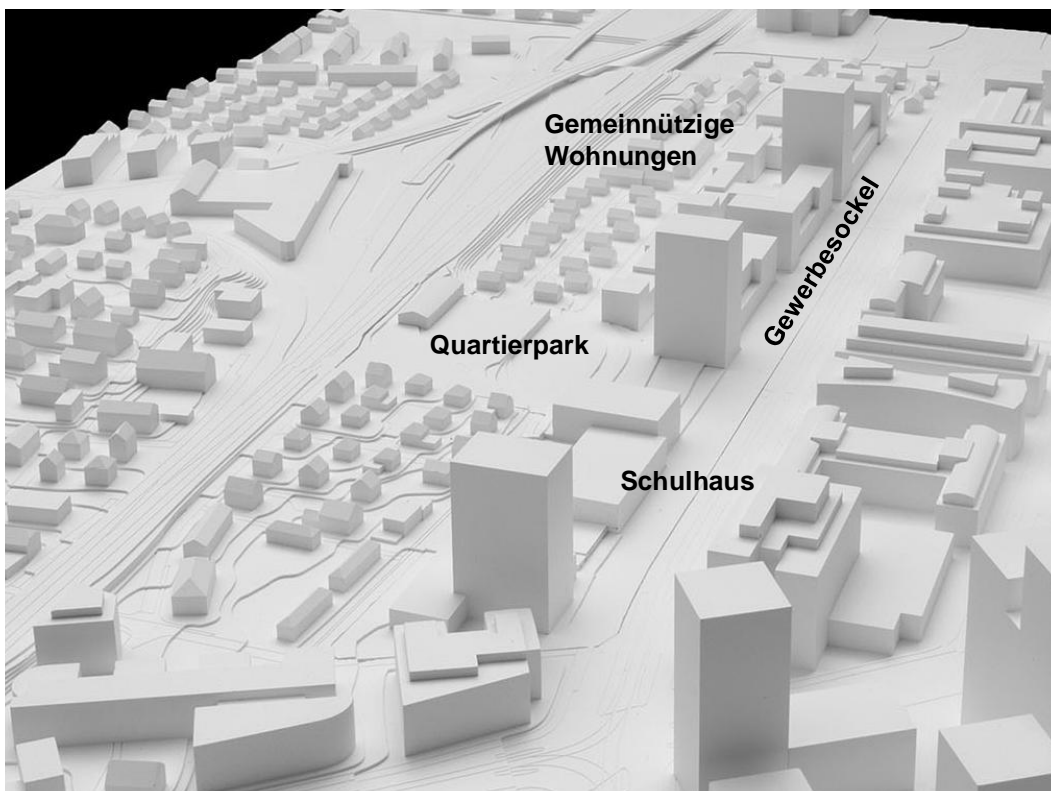 Gemeinnützige
Wohnungen
Gewerbesockel
Quartierpark
Schulhaus